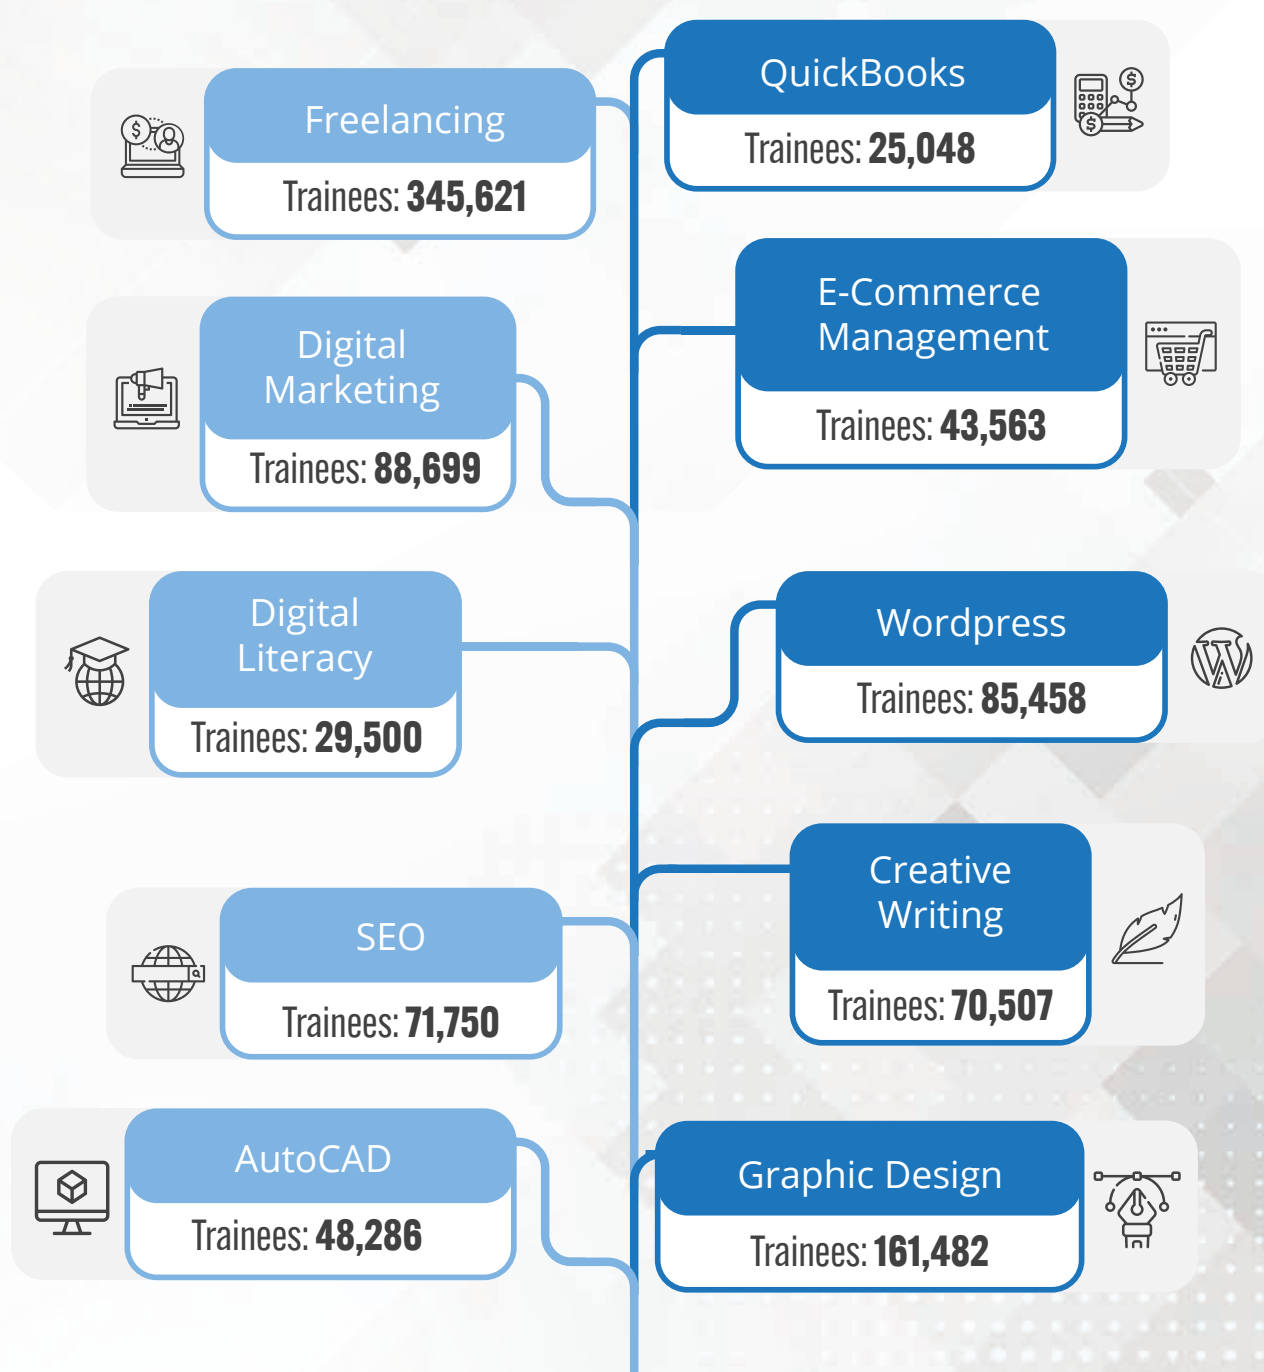 Freelancing
Trainees: 345,621
QuickBooks
Trainees: 25,048
Digital
Marketing
Trainees: 88,699
E-Commerce
Management
Trainees: 43,563
Digital
Literacy
Trainees: 29,500
Wordpress
Trainees: 85,458
SEO
Trainees: 71,750
Creative
Writing
Trainees: 70,507
AutoCAD
Trainees: 48,286
Graphic Design
Trainees: 161,482